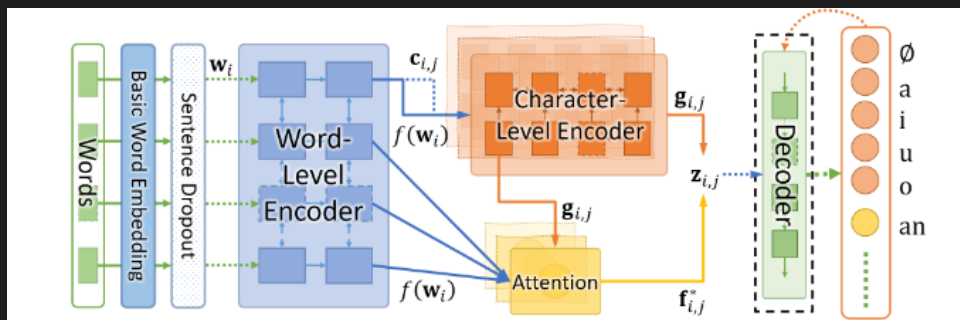 Words
Basic Word Embedding
Sentence Dropout
w_i
Word-
Level
Encoder
c_{i,j}
f(w_i)
f(w_i)
Character-
Level Encoder
g_{i,j}
g_{i,j}
Attention
z_{i,j}
f^*_{i,j}
Decoder
∅
a
i
u
o
an